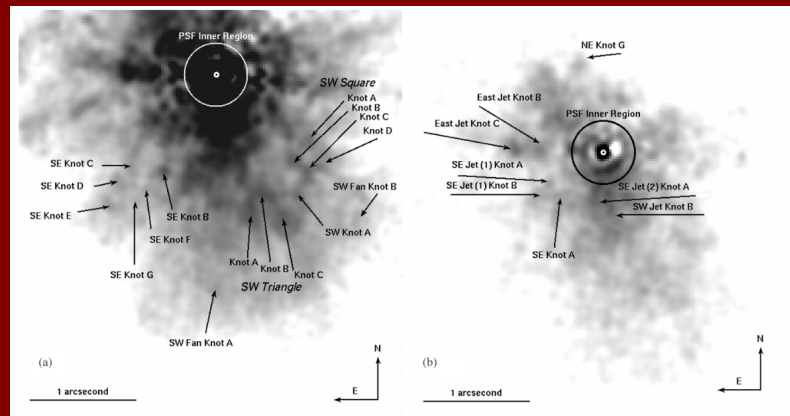 PSF Inner Region
SW Square
Knot A
Knot B
Knot C
Knot D
SE Knot C
SE Knot D
SE Knot E
SE Knot B
SE Knot F
SE Knot G
SW Fan Knot B
SW Knot A
Knot A
Knot B
Knot C
SW Triangle
SW Fan Knot A
(a)
1 arcsecond
N
E
NE Knot G
East Jet Knot B
PSF Inner Region
East Jet Knot C
SE Jet (1) Knot A
SE Jet (1) Knot B
SE Jet (2) Knot A
SW Jet Knot B
SE Knot A
(b)
1 arcsecond
N
E